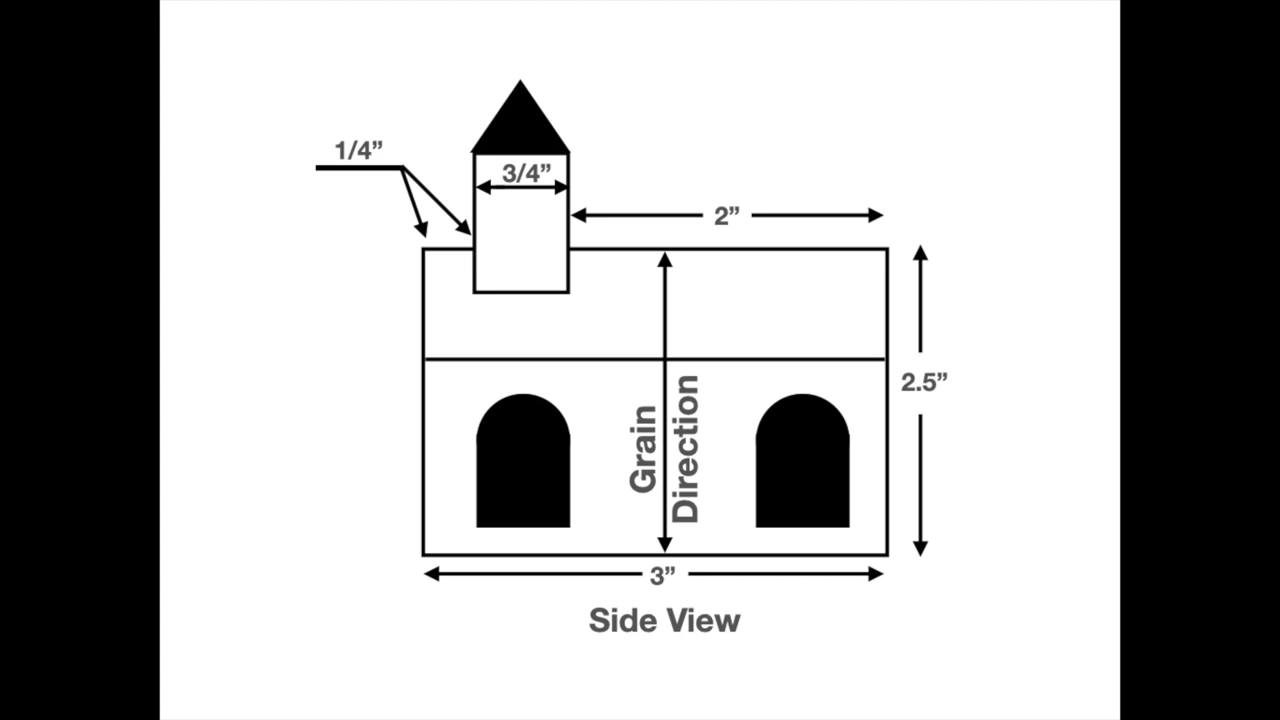 1/4”
3/4”
2”
2.5”
Grain
Direction
3”
Side View